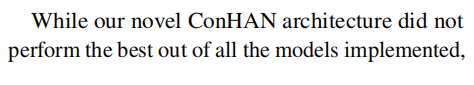 While our novel ConHAN architecture did not
perform the best out of all the models implemented,